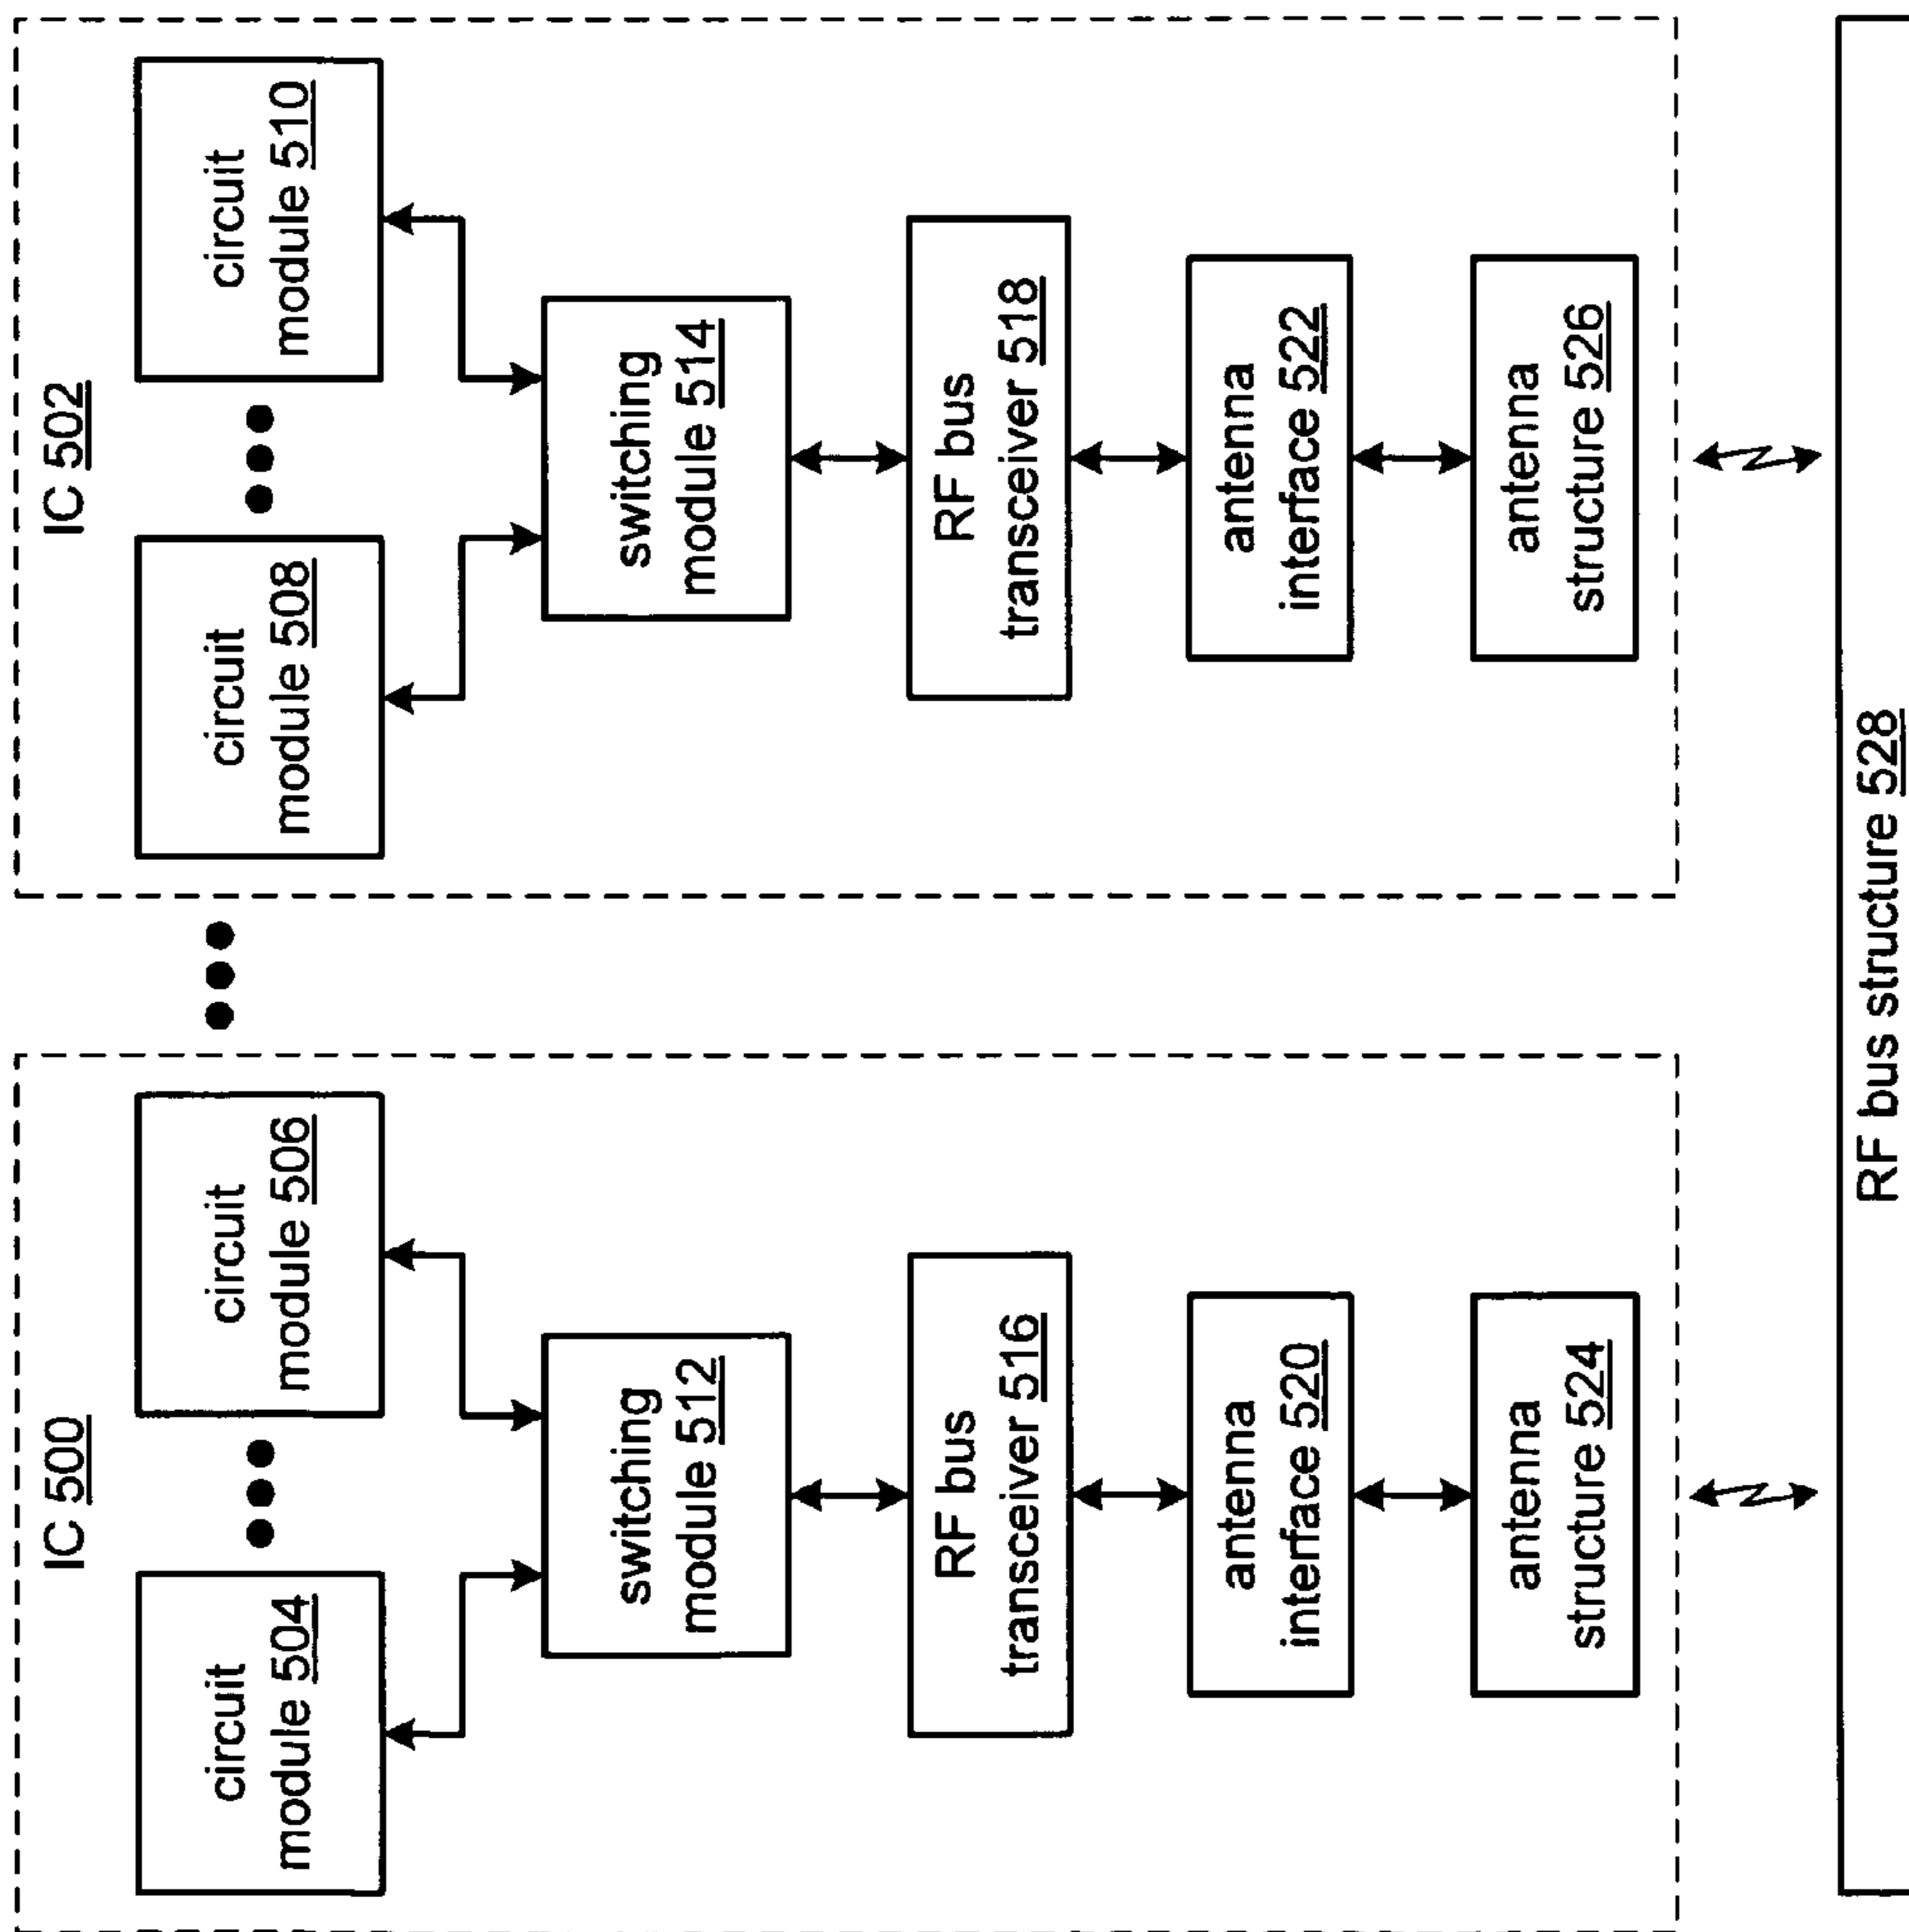 IC 500
circuit
module 504
circuit
module 506
switching
module 512
RF bus
transceiver 516
antenna
interface 520
antenna
structure 524
IC 502
circuit
module 508
circuit
module 510
switching
module 514
RF bus
transceiver 518
antenna
interface 522
antenna
structure 526
RF bus structure 528